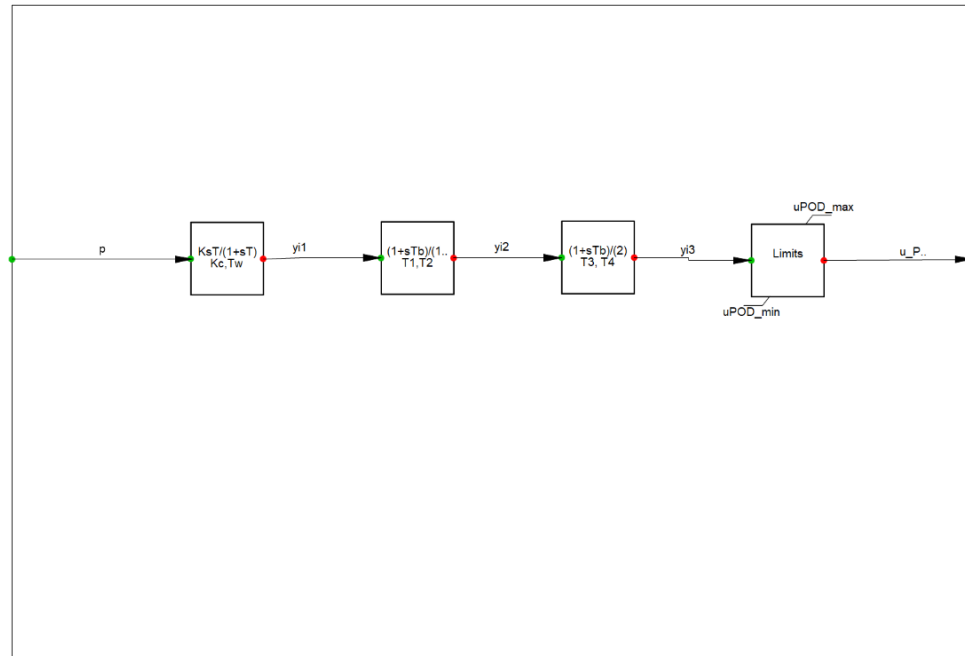 uPOD_max
p
KsT/(1+sT)
Kc,Tw
yi1
(1+sTb)/(1..
T1,T2
yi2
(1+sTb)/(2)
T3, T4
yi3
Limits
u_P..
uPOD_min